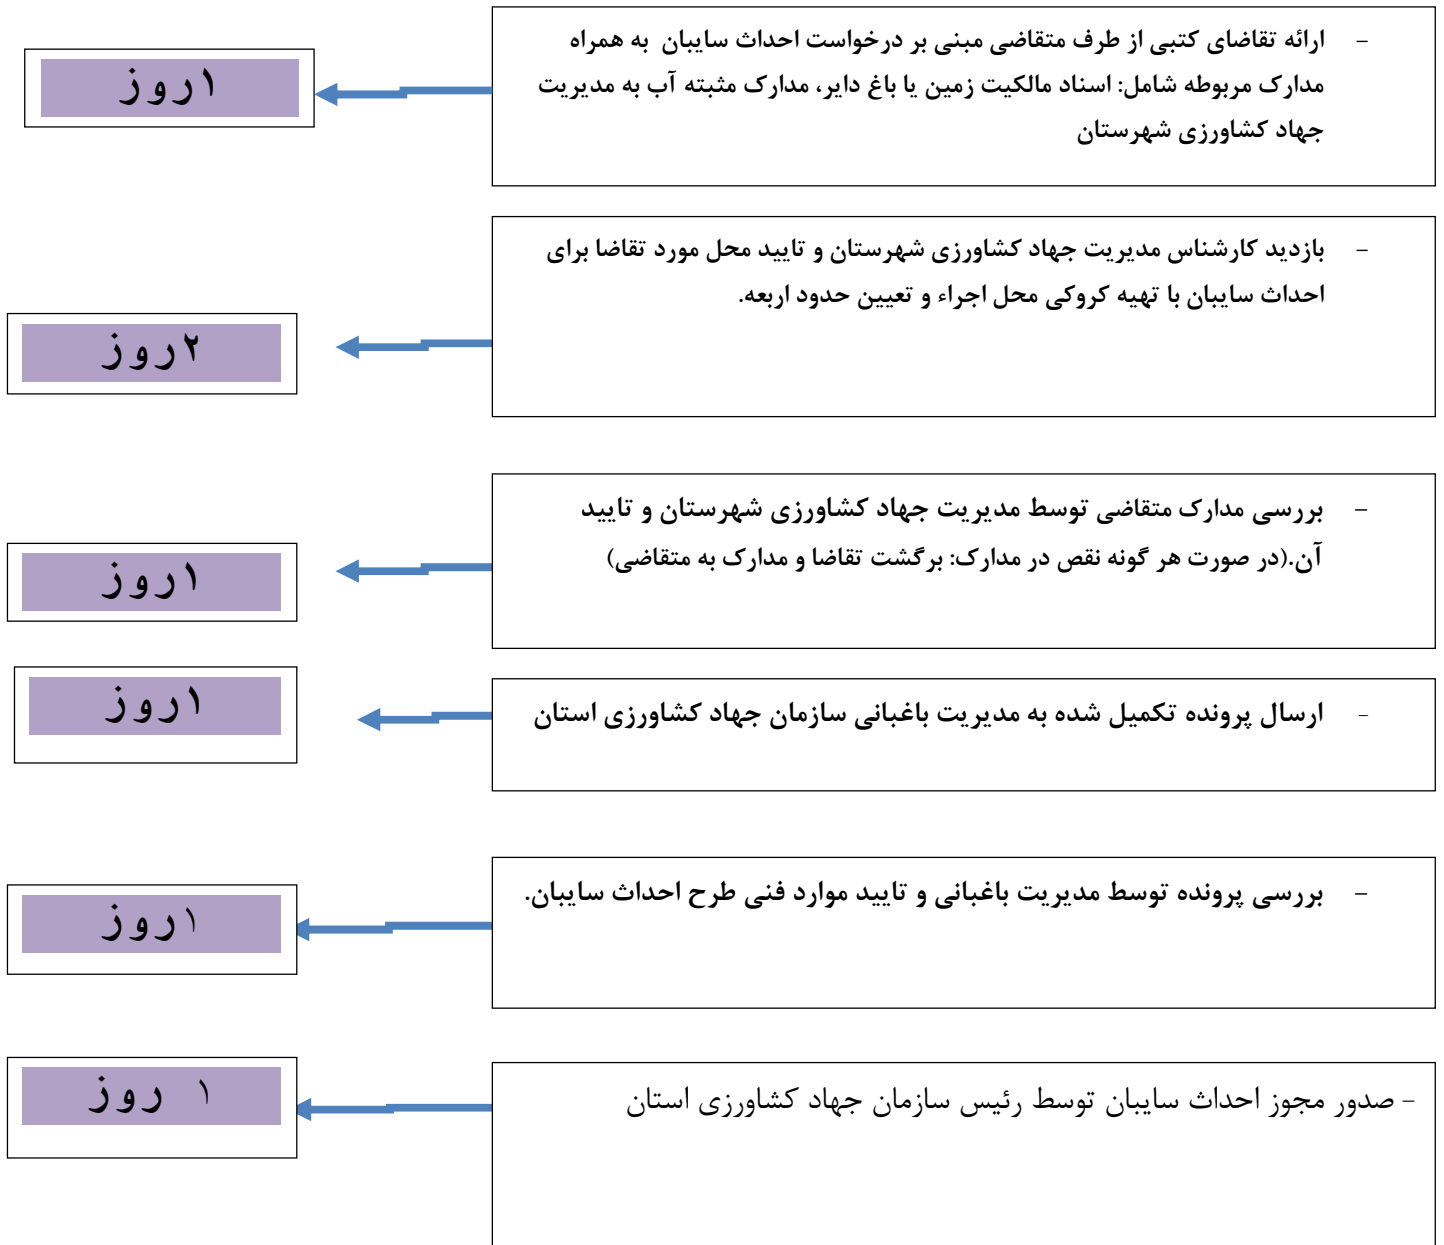 - ارائه تقاضای کتبی از طرف متقاضی مبنی بر درخواست احداث سایبان به همراه
مدارک مربوطه شامل: اسناد مالکیت زمین یا باغ دایر، مدارک مثبته آب به مدیریت
جهاد کشاورزی شهرستان
۱روز
- بازدید کارشناس مدیریت جهاد کشاورزی شهرستان و تایید محل مورد تقاضا برای
احداث سایبان با تهیه کروکی محل اجراء و تعیین حدود اربعه.
۲روز
- بررسی مدارک متقاضی توسط مدیریت جهاد کشاورزی شهرستان و تایید
آن.(در صورت هر گونه نقص در مدارک: برگشت تقاضا و مدارک به متقاضی)
۱روز
- ارسال پرونده تکمیل شده به مدیریت باغبانی سازمان جهاد کشاورزی استان
۱روز
- بررسی پرونده توسط مدیریت باغبانی و تایید موارد فنی طرح احداث سایبان.
۱روز
- صدور مجوز احداث سایبان توسط رئیس سازمان جهاد کشاورزی استان
۱ روز